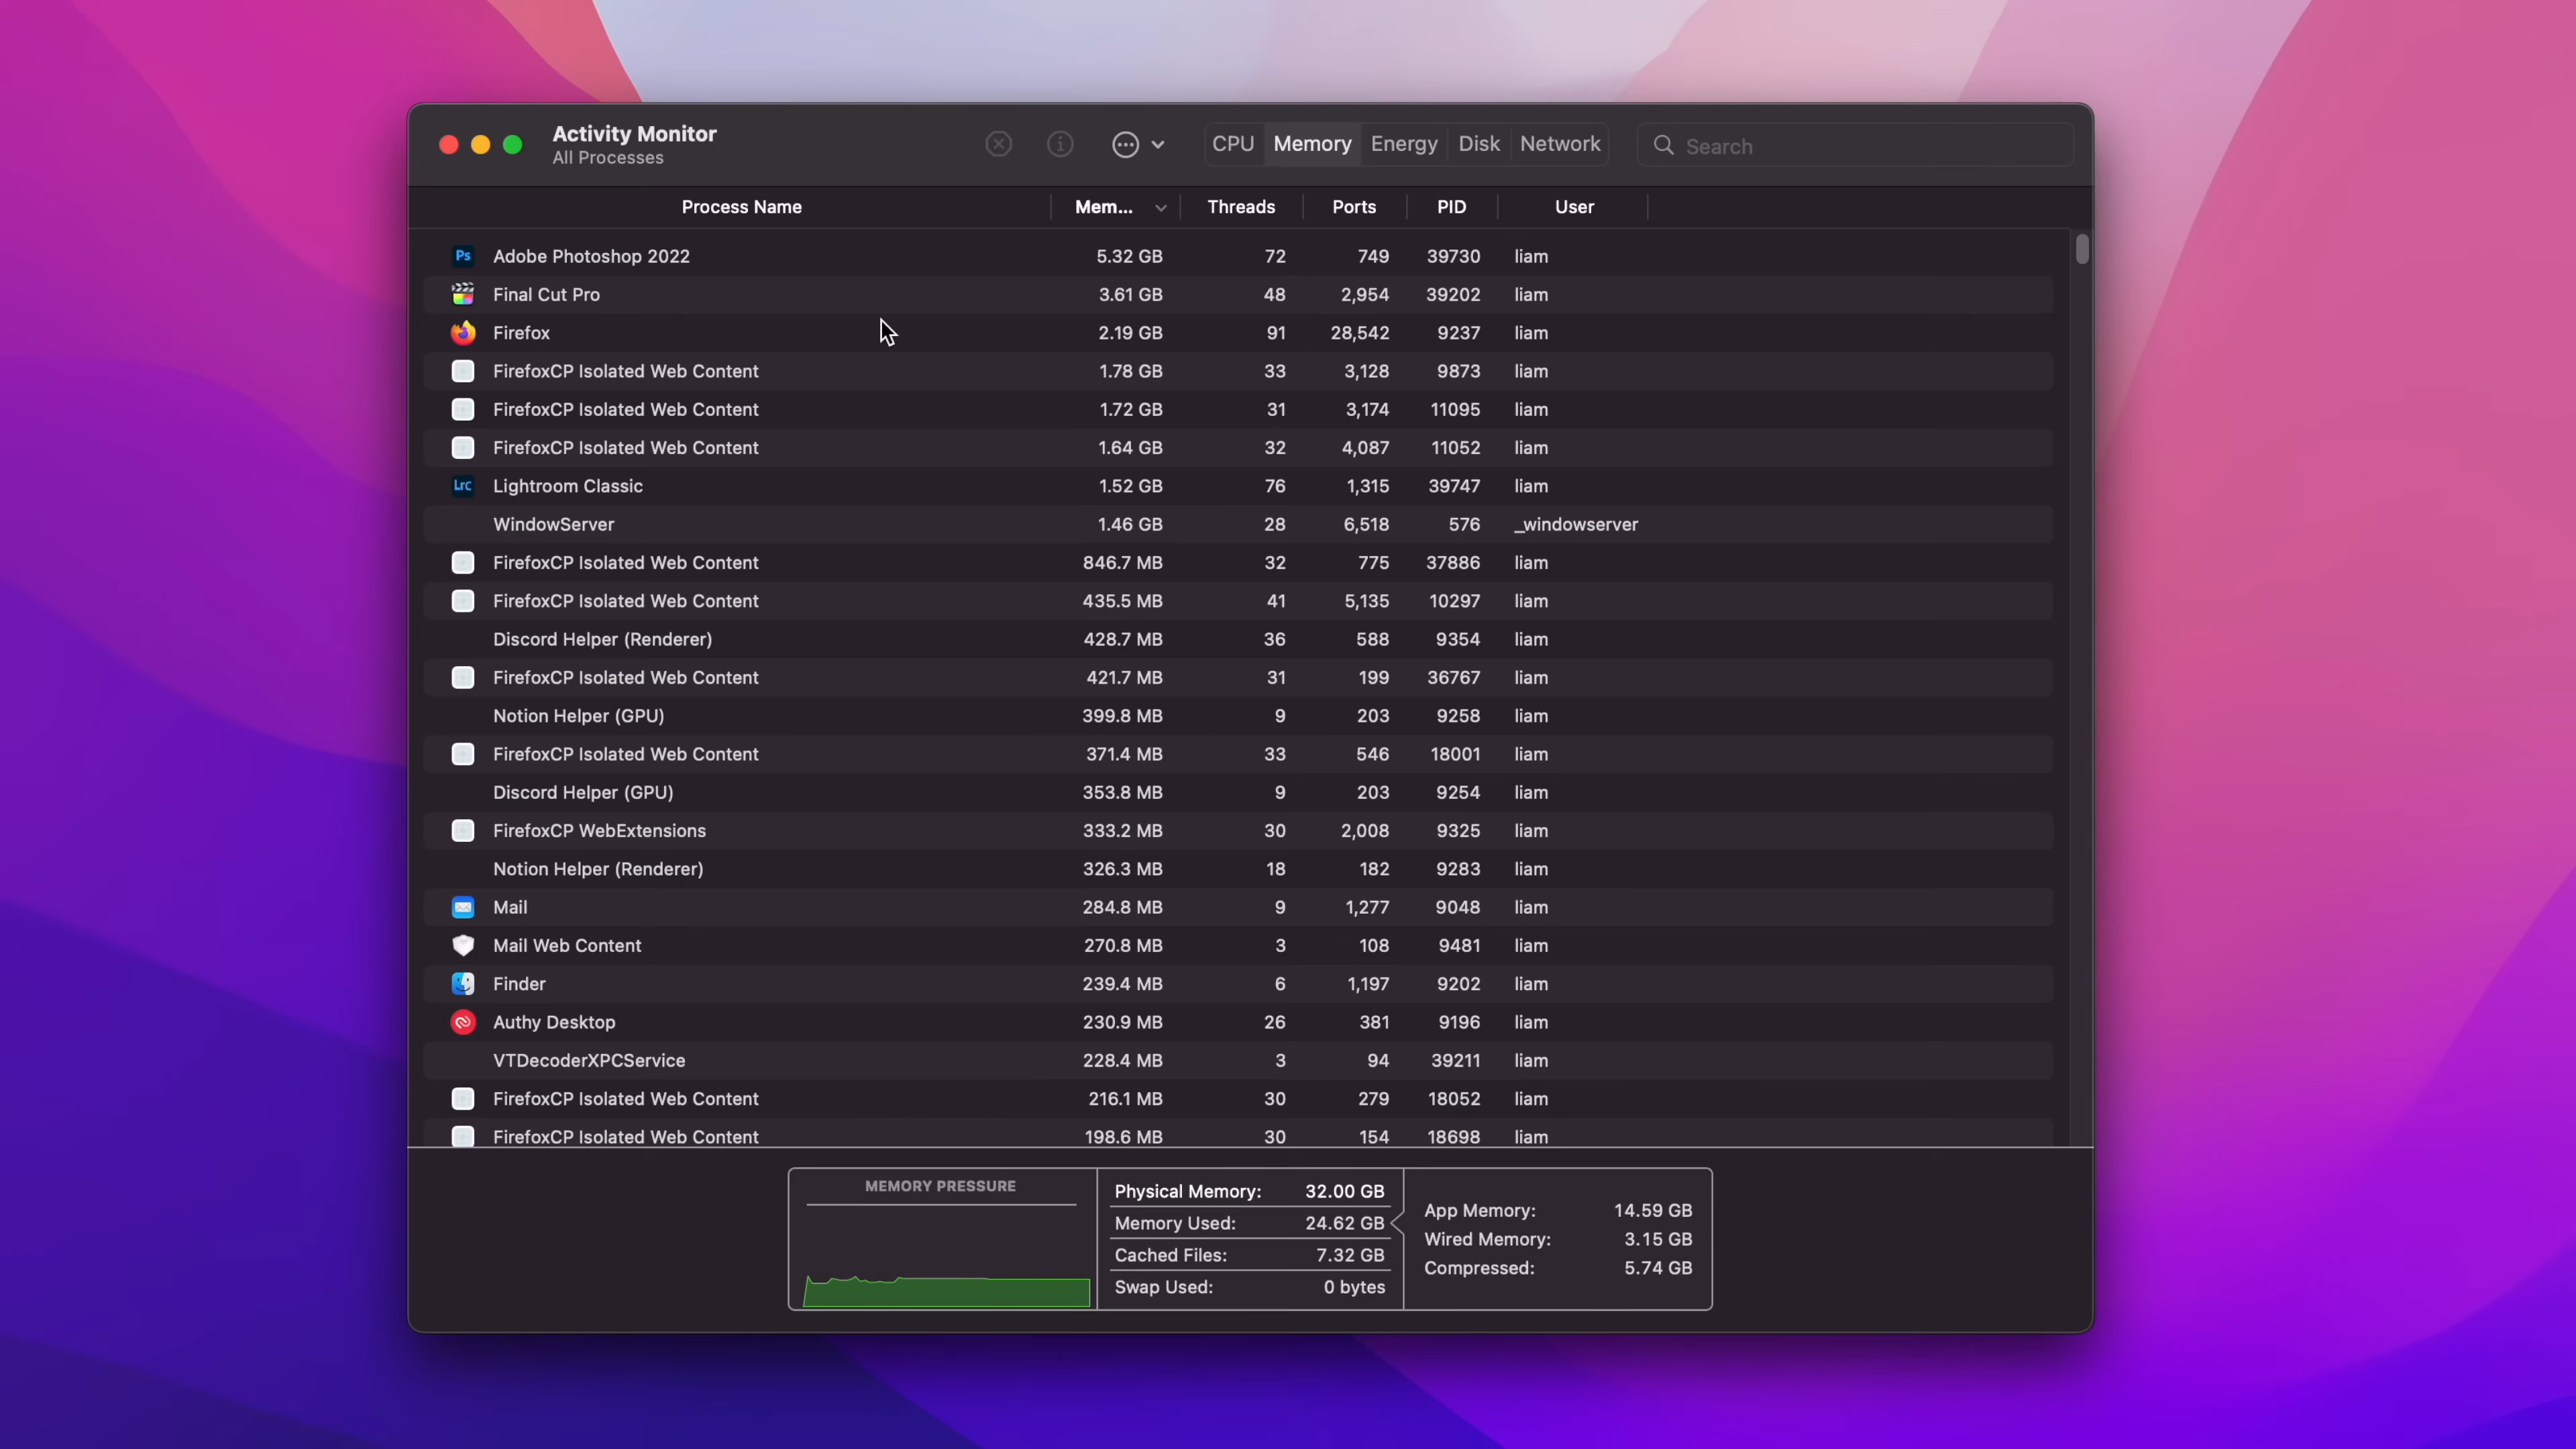 Activity Monitor
All Processes
CPU Memory Energy Disk Network
Search
Process Name Mem... Threads Ports PID User
Ps Adobe Photoshop 2022 5.32 GB 72 749 39730 liam
Final Cut Pro 3.61 GB 48 2,954 39202 liam
Firefox 2.19 GB 91 28,542 9237 liam
FirefoxCP Isolated Web Content 1.78 GB 33 3,128 9873 liam
FirefoxCP Isolated Web Content 1.72 GB 31 3,174 11095 liam
FirefoxCP Isolated Web Content 1.64 GB 32 4,087 11052 liam
LrC Lightroom Classic 1.52 GB 76 1,315 39747 liam
WindowServer 1.46 GB 28 6,518 576 _windowserver
FirefoxCP Isolated Web Content 846.7 MB 32 775 37886 liam
FirefoxCP Isolated Web Content 435.5 MB 41 5,135 10297 liam
Discord Helper (Renderer) 428.7 MB 36 588 9354 liam
FirefoxCP Isolated Web Content 421.7 MB 31 199 36767 liam
Notion Helper (GPU) 399.8 MB 9 203 9258 liam
FirefoxCP Isolated Web Content 371.4 MB 33 546 18001 liam
Discord Helper (GPU) 353.8 MB 9 203 9254 liam
FirefoxCP WebExtensions 333.2 MB 30 2,008 9325 liam
Notion Helper (Renderer) 326.3 MB 18 182 9283 liam
Mail 284.8 MB 9 1,277 9048 liam
Mail Web Content 270.8 MB 3 108 9481 liam
Finder 239.4 MB 6 1,197 9202 liam
Authy Desktop 230.9 MB 26 381 9196 liam
VTDecoderXPCService 228.4 MB 3 94 39211 liam
FirefoxCP Isolated Web Content 216.1 MB 30 279 18052 liam
FirefoxCP Isolated Web Content 198.6 MB 30 154 18698 liam
MEMORY PRESSURE
Physical Memory: 32.00 GB
Memory Used: 24.62 GB
Cached Files: 7.32 GB
Swap Used: 0 bytes
App Memory: 14.59 GB
Wired Memory: 3.15 GB
Compressed: 5.74 GB